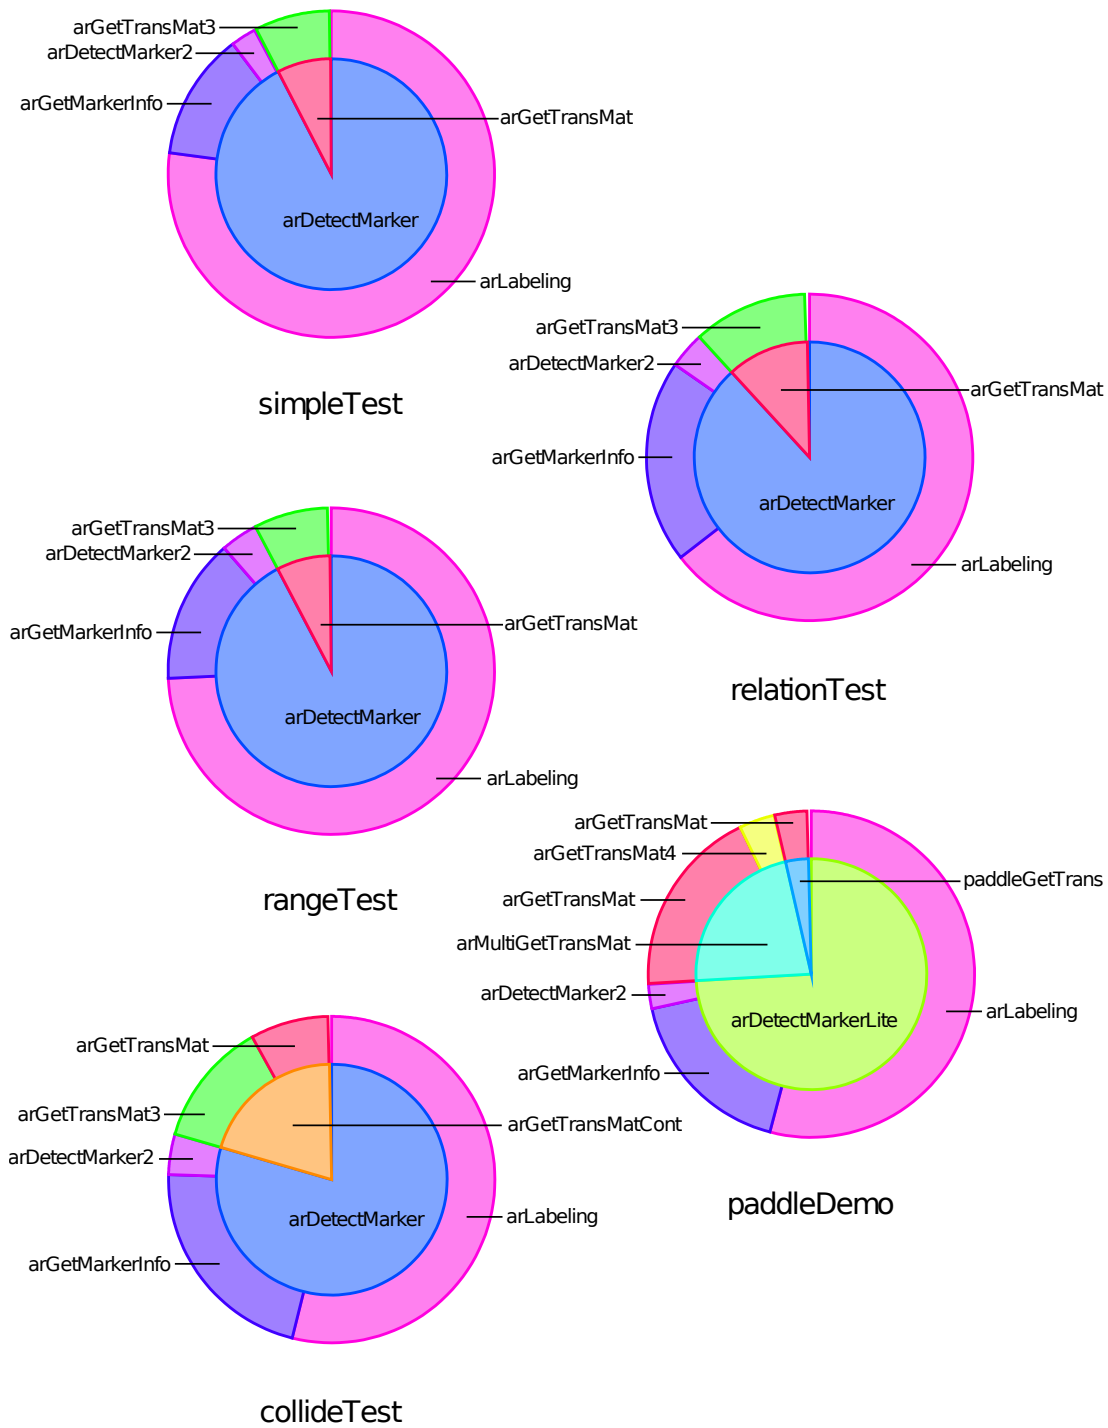 arGetTransMat3
arDetectMarker2
arGetMarkerInfo
arGetTransMat
arDetectMarker
arLabeling
simpleTest
arGetTransMat3
arDetectMarker2
arGetTransMat
arGetMarkerInfo
arDetectMarker
arLabeling
relationTest
arGetTransMat3
arDetectMarker2
arGetMarkerInfo
arGetTransMat
arDetectMarker
arLabeling
rangeTest
arGetTransMat
arGetTransMat4
paddleGetTrans
arGetTransMat
arMultiGetTransMat
arDetectMarker2
arLabeling
arDetectMarkerLite
arGetMarkerInfo
paddleDemo
arGetTransMat
arGetTransMat3
arGetTransMatCont
arDetectMarker2
arDetectMarker
arLabeling
arGetMarkerInfo
collideTest